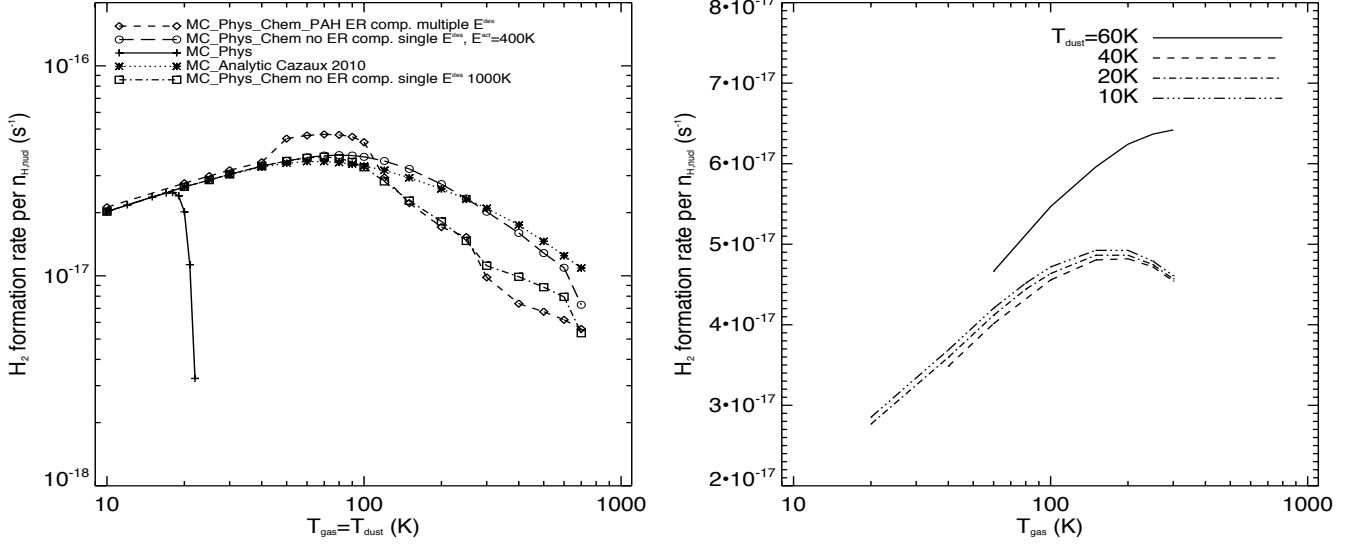 MC_Phys_Chem_PAH ER comp. multiple E^des
MC_Phys_Chem no ER comp. single E^des, E^act=400K
MC_Phys
MC_Analytic Cazaux 2010
MC_Phys_Chem no ER comp. single E^des 1000K
10^-16
10^-17
10^-18
H₂ formation rate per n_H,nucl (s^-1)
10
100
1000
T_gas=T_dust (K)
T_dust=60K
40K
20K
10K
8•10^-17
7•10^-17
6•10^-17
5•10^-17
4•10^-17
3•10^-17
2•10^-17
H₂ formation rate per n_H,nucl (s^-1)
10
100
1000
T_gas (K)